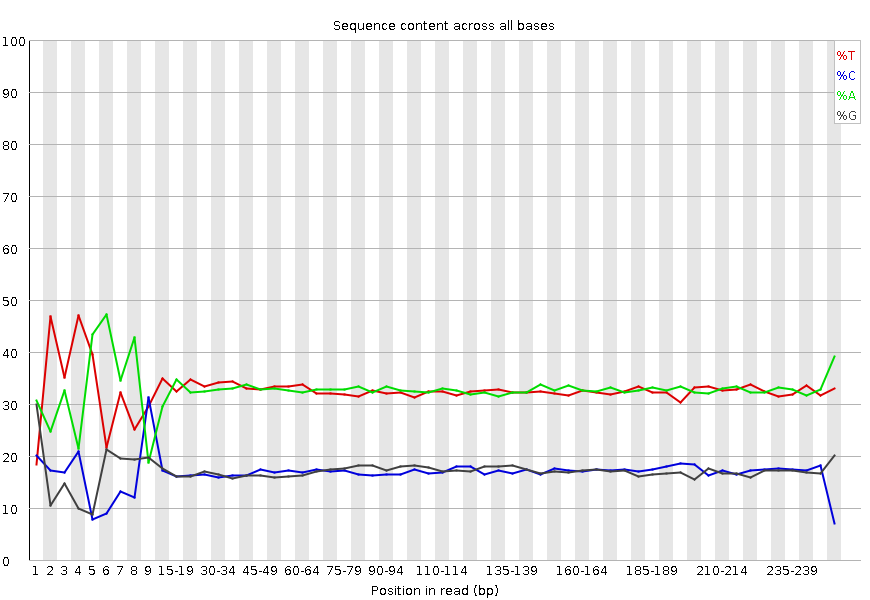 Sequence content across all bases
100
90
80
70
60
50
40
30
20
10
0
%T
%C
%A
%G
1 2 3 4 5 6 7 8 9 15-19 30-34 45-49 60-64 75-79 90-94 110-114 135-139 160-164 185-189 210-214 235-239
Position in read (bp)